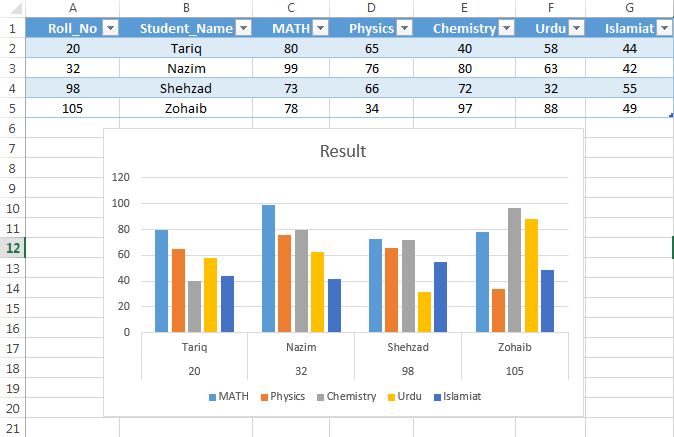 A B C D E F G
1 Roll_No Student_Name MATH Physics Chemistry Urdu Islamiat
2 20 Tariq 80 65 40 58 44
3 32 Nazim 99 76 80 63 42
4 98 Shehzad 73 66 72 32 55
5 105 Zohaib 78 34 97 88 49
6
7
8
9
10
11
12
13
14
15
16
17
18
19
20
21
Result
120
100
80
60
40
20
0
Tariq Nazim Shehzad Zohaib
20 32 98 105
MATH Physics Chemistry Urdu Islamiat